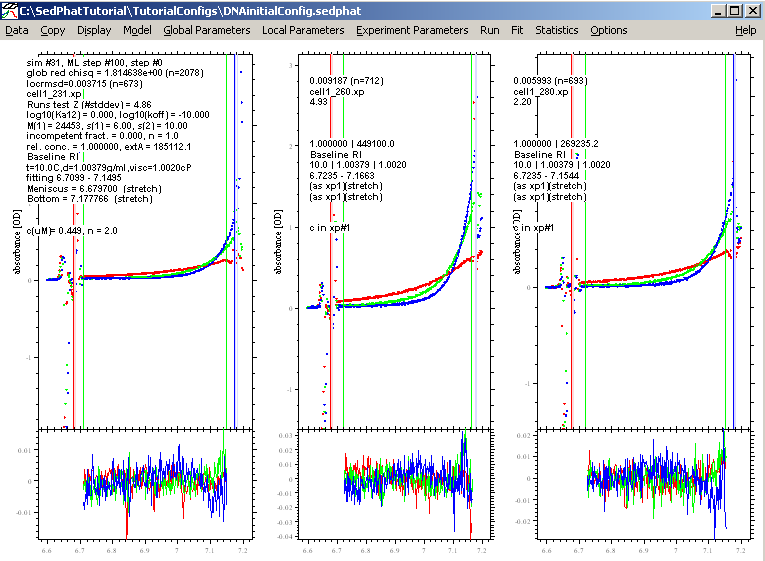 C:\SedPhatTutorial\TutorialConfigs\DNAinitialConfig.sedphat
Data Copy Display Model Global Parameters Local Parameters Experiment Parameters Run Fit Statistics Options Help
sim #31, ML step #100, step #0
glob red chisq = 1.814638e+00 (n=2078)
locrmsd=0.003715 (n=673)
cell1_231.xp
Runs test Z (#stddev) = 4.86
log10(Ka12) = 0.000, log10(koff) = -10.000
M(1) = 24453, s(1) = 6.00, s(2) = 10.00
incompetent fract. = 0.000, n = 1.0
rel. conc. = 1.000000, extA = 185112.1
Baseline RI
t=10.0C,d=1.00379g/ml,visc=1.0020cP
fitting 6.7099 - 7.1495
Meniscus = 6.679700 (stretch)
Bottom = 7.177766 (stretch)
c(uM)= 0.449, n = 2.0
absorbance [OD]
0
-1
0.01
0
-0.01
6.6 6.7 6.8 6.9 7 7.1 7.2
0.009187 (n=712)
cell1_260.xp
4.93
1.000000 | 449100.0
Baseline RI
10.0 | 1.00379 | 1.0020
6.7235 - 7.1663
(as xp1)(stretch)
(as xp1)(stretch)
c in xp#1
absorbance [OD]
3
2
1
0
-1
0.03
0.02
0.01
0
-0.01
-0.02
-0.03
-0.04
6.6 6.7 6.8 6.9 7 7.1 7.2
0.005993 (n=693)
cell1_280.xp
2.20
1.000000 | 269235.2
Baseline RI
10.0 | 1.00379 | 1.0020
6.7235 - 7.1544
(as xp1)(stretch)
(as xp1)(stretch)
c in xp#1
absorbance [OD]
1
0
-1
0.02
0.01
0
-0.01
-0.02
6.6 6.7 6.8 6.9 7 7.1 7.2